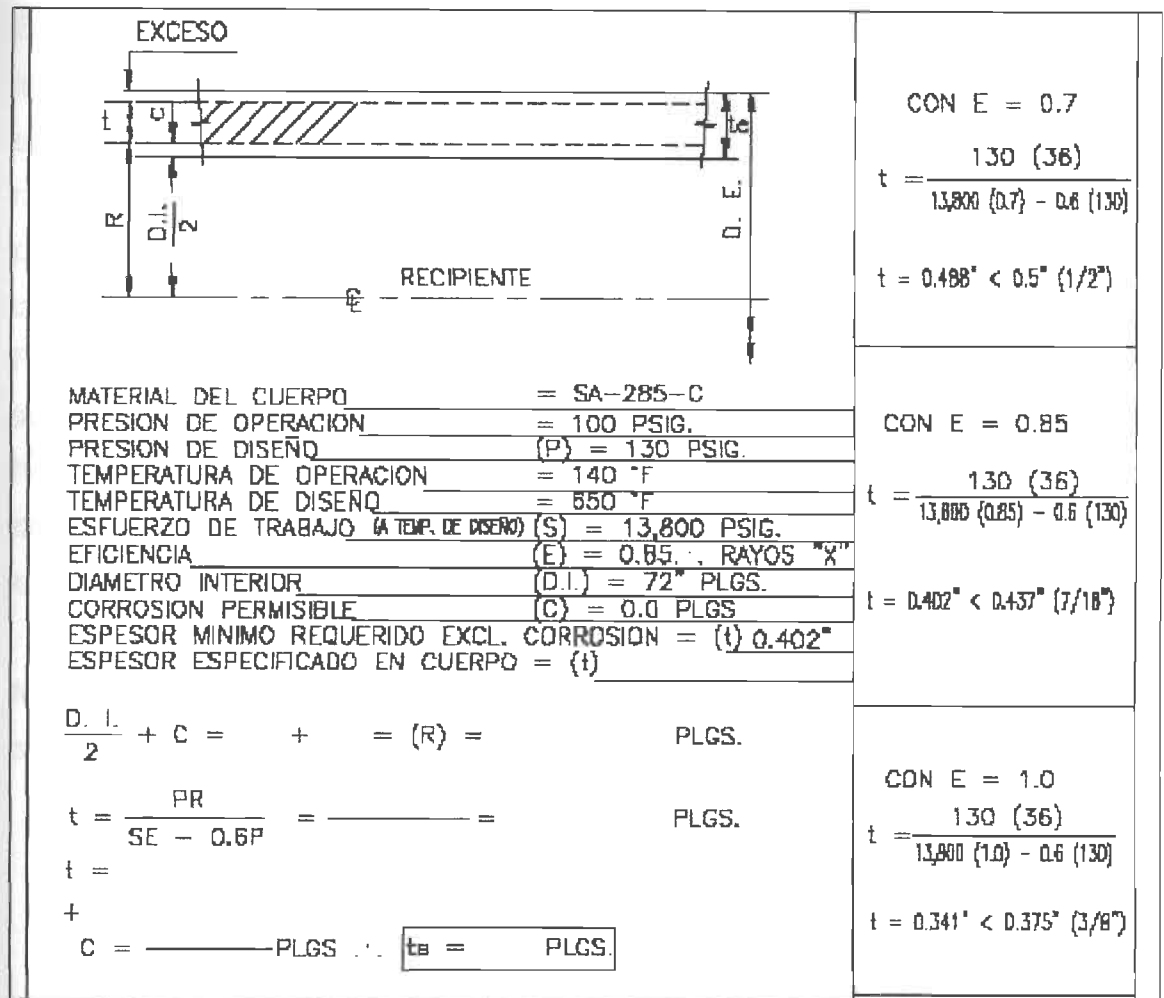 EXCESO
t
C
te
R
D.I.
2
D. E.
RECIPIENTE
℄
MATERIAL DEL CUERPO = SA-285-C
PRESION DE OPERACION = 100 PSIG.
PRESION DE DISEÑO (P) = 130 PSIG.
TEMPERATURA DE OPERACION = 140 °F
TEMPERATURA DE DISEÑO = 650 °F
ESFUERZO DE TRABAJO (A TEMP. DE DISEÑO) (S) = 13,800 PSIG.
EFICIENCIA (E) = 0.85. . RAYOS "X"
DIAMETRO INTERIOR (D.I.) = 72" PLGS.
CORROSION PERMISIBLE (C) = 0.0 PLGS
ESPESOR MINIMO REQUERIDO EXCL. CORROSION = (t) 0.402"
ESPESOR ESPECIFICADO EN CUERPO = (t)
D. I.
2
+ C = + = (R) = PLGS.
t = PR = = PLGS.
SE - 0.6P
t =
+
C = PLGS ∴ tB = PLGS.
CON E = 0.7
t = 130 (36)
13,800 (0.7) - 0.6 (130)
t = 0.488" < 0.5" (1/2")
CON E = 0.85
t = 130 (36)
13,800 (0.85) - 0.6 (130)
t = 0.402" < 0.437" (7/16")
CON E = 1.0
t = 130 (36)
13,800 (1.0) - 0.6 (130)
t = 0.341" < 0.375" (3/8")